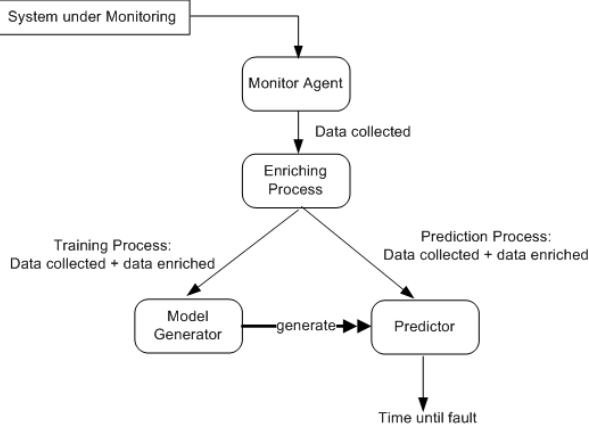 System under Monitoring
Monitor Agent
Data collected
Enriching
Process
Training Process:
Data collected + data enriched
Prediction Process:
Data collected + data enriched
Model
Generator
generate
Predictor
Time until fault